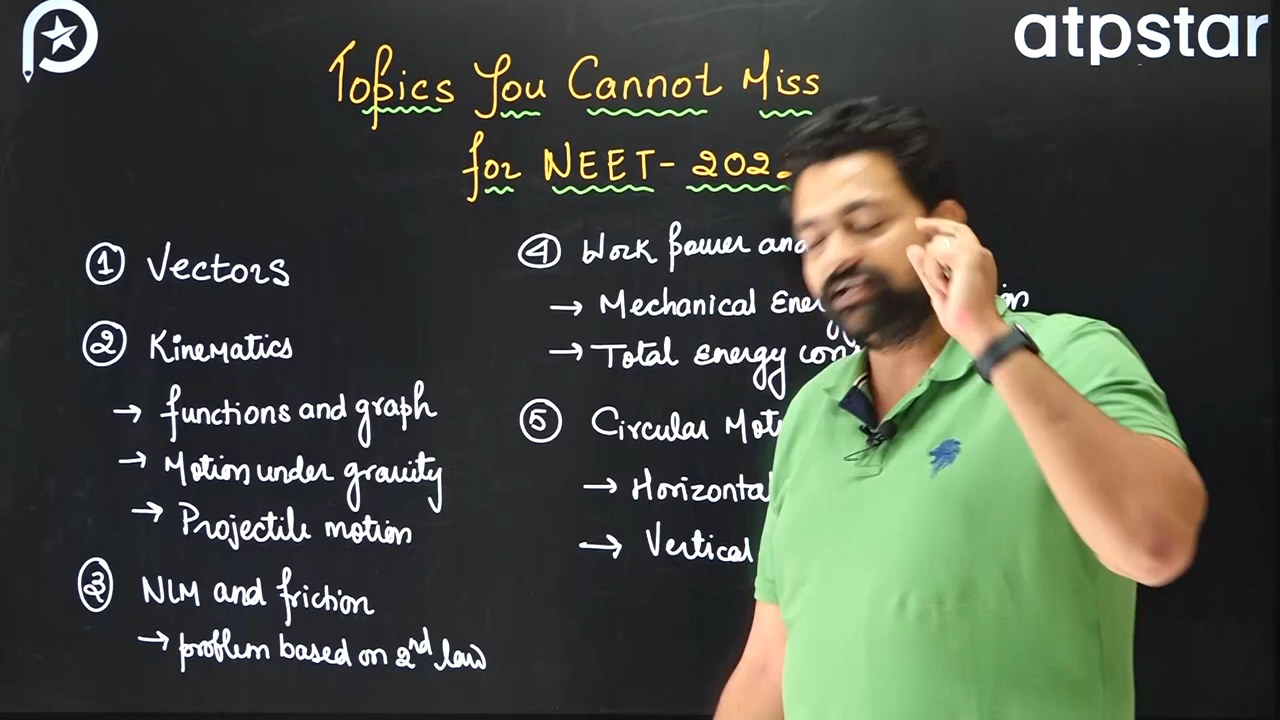 atpstar
Topics You Cannot Miss
for NEET- 202
① Vectors
② Kinematics
→ functions and graph
→ Motion under gravity
→ Projectile motion
③ NLM and friction
→ problem based on 2nd law
④ Work power and
→ Mechanical
→ Total Energy
⑤ Circular
→ Horizontal
→ Vertical